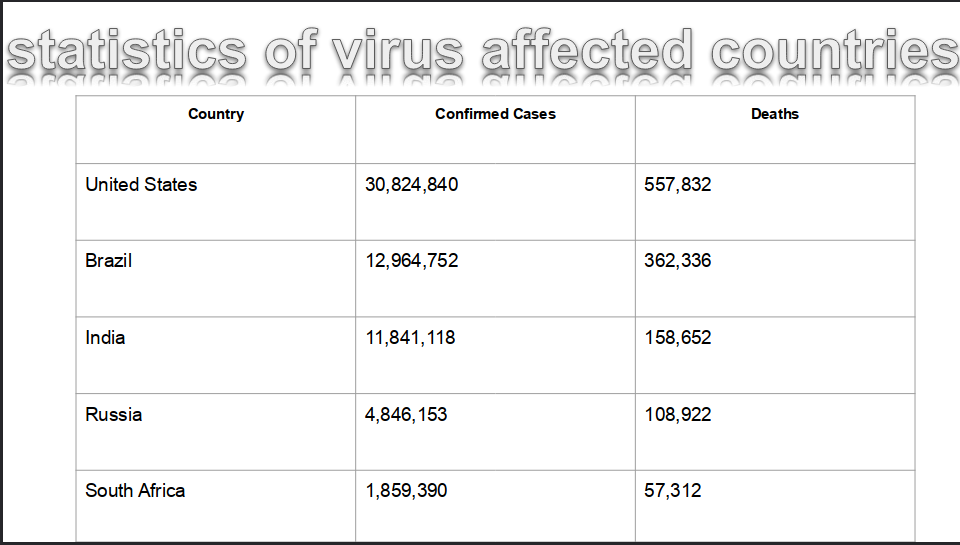 statistics of virus affected countries
Country Confirmed Cases Deaths
United States 30,824,840 557,832
Brazil 12,964,752 362,336
India 11,841,118 158,652
Russia 4,846,153 108,922
South Africa 1,859,390 57,312